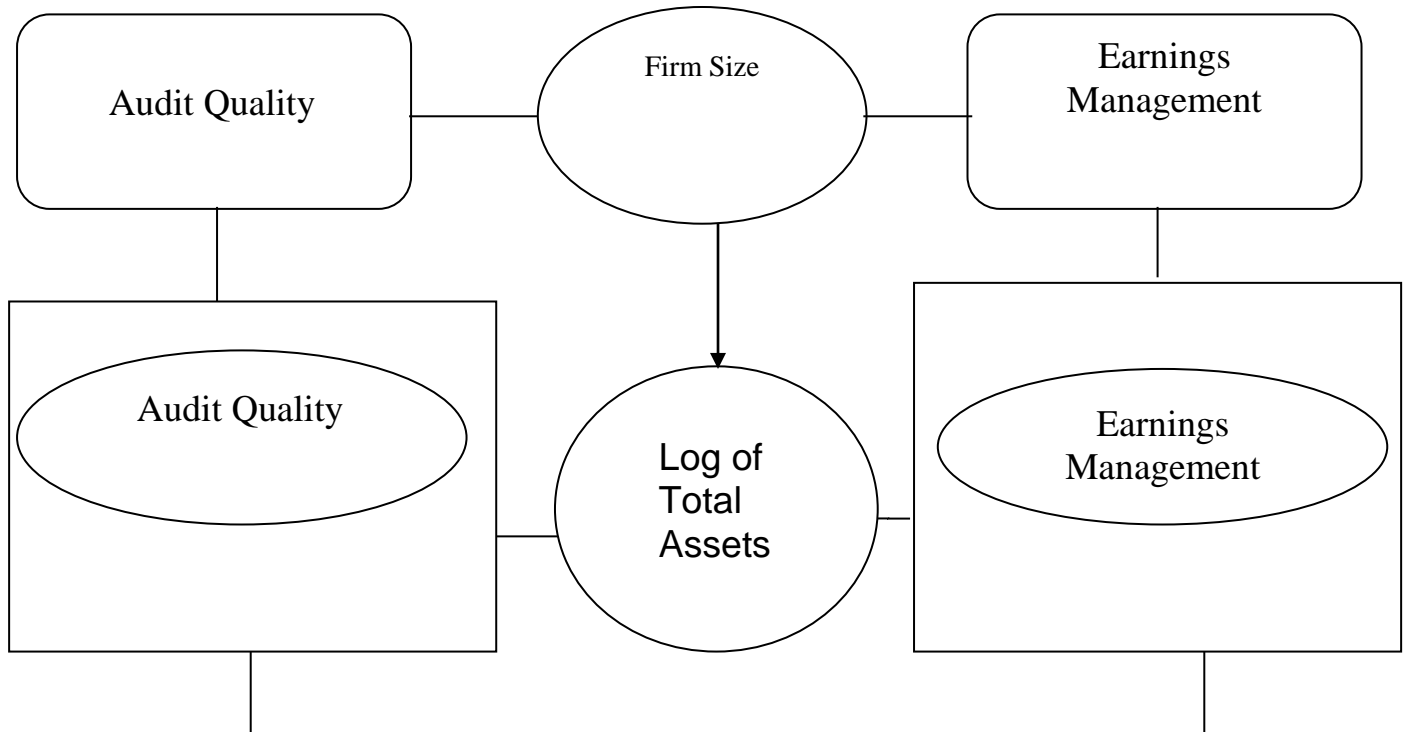 Audit Quality
Firm Size
Earnings
Management
Audit Quality
Log of
Total
Assets
Earnings
Management